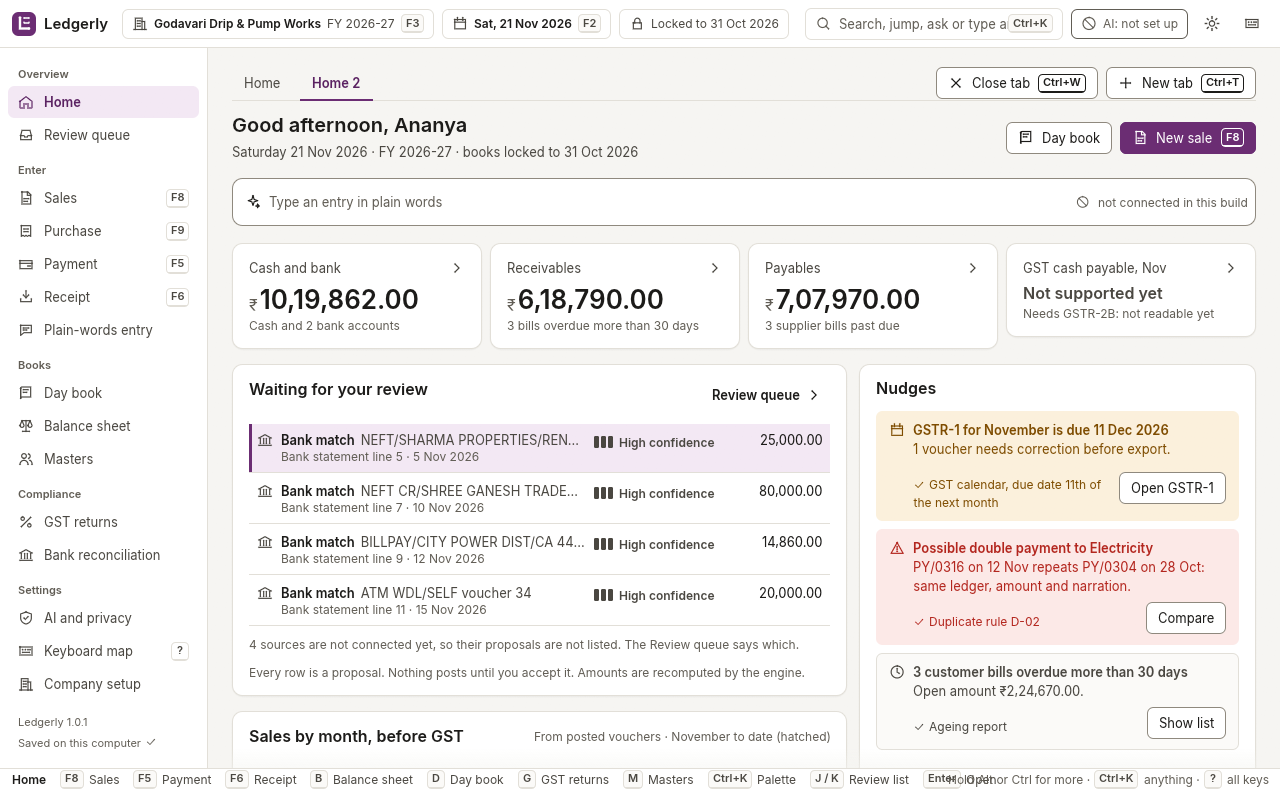 Ledgerly
Godavari Drip & Pump Works FY 2026-27 F3
Sat, 21 Nov 2026 F2
Locked to 31 Oct 2026
Search, jump, ask or type a Ctrl+K
AI: not set up
Overview
Home
Review queue
Enter
Sales F8
Purchase F9
Payment F5
Receipt F6
Plain-words entry
Books
Day book
Balance sheet
Masters
Compliance
GST returns
Bank reconciliation
Settings
AI and privacy
Keyboard map ?
Company setup
Ledgerly 1.0.1
Saved on this computer
Home
Home 2
Close tab Ctrl+W
New tab Ctrl+T
Good afternoon, Ananya
Saturday 21 Nov 2026 · FY 2026-27 · books locked to 31 Oct 2026
Day book
New sale F8
Type an entry in plain words
not connected in this build
Cash and bank
₹10,19,862.00
Cash and 2 bank accounts
Receivables
₹6,18,790.00
3 bills overdue more than 30 days
Payables
₹7,07,970.00
3 supplier bills past due
GST cash payable, Nov
Not supported yet
Needs GSTR-2B: not readable yet
Waiting for your review
Review queue
Bank match NEFT/SHARMA PROPERTIES/REN... High confidence 25,000.00
Bank statement line 5 · 5 Nov 2026
Bank match NEFT CR/SHREE GANESH TRADE... High confidence 80,000.00
Bank statement line 7 · 10 Nov 2026
Bank match BILLPAY/CITY POWER DIST/CA 44... High confidence 14,860.00
Bank statement line 9 · 12 Nov 2026
Bank match ATM WDL/SELF voucher 34 High confidence 20,000.00
Bank statement line 11 · 15 Nov 2026
4 sources are not connected yet, so their proposals are not listed. The Review queue says which.
Every row is a proposal. Nothing posts until you accept it. Amounts are recomputed by the engine.
Sales by month, before GST
From posted vouchers · November to date (hatched)
Nudges
GSTR-1 for November is due 11 Dec 2026
1 voucher needs correction before export.
✓ GST calendar, due date 11th of
the next month
Open GSTR-1
Possible double payment to Electricity
PY/0316 on 12 Nov repeats PY/0304 on 28 Oct:
same ledger, amount and narration.
✓ Duplicate rule D-02
Compare
3 customer bills overdue more than 30 days
Open amount ₹2,24,670.00.
✓ Ageing report
Show list
Home F8 Sales F5 Payment F6 Receipt B Balance sheet D Day book G GST returns M Masters Ctrl+K Palette J / K Review list Enter Open
Hold Alt or Ctrl for more · Ctrl+K anything · ? all keys